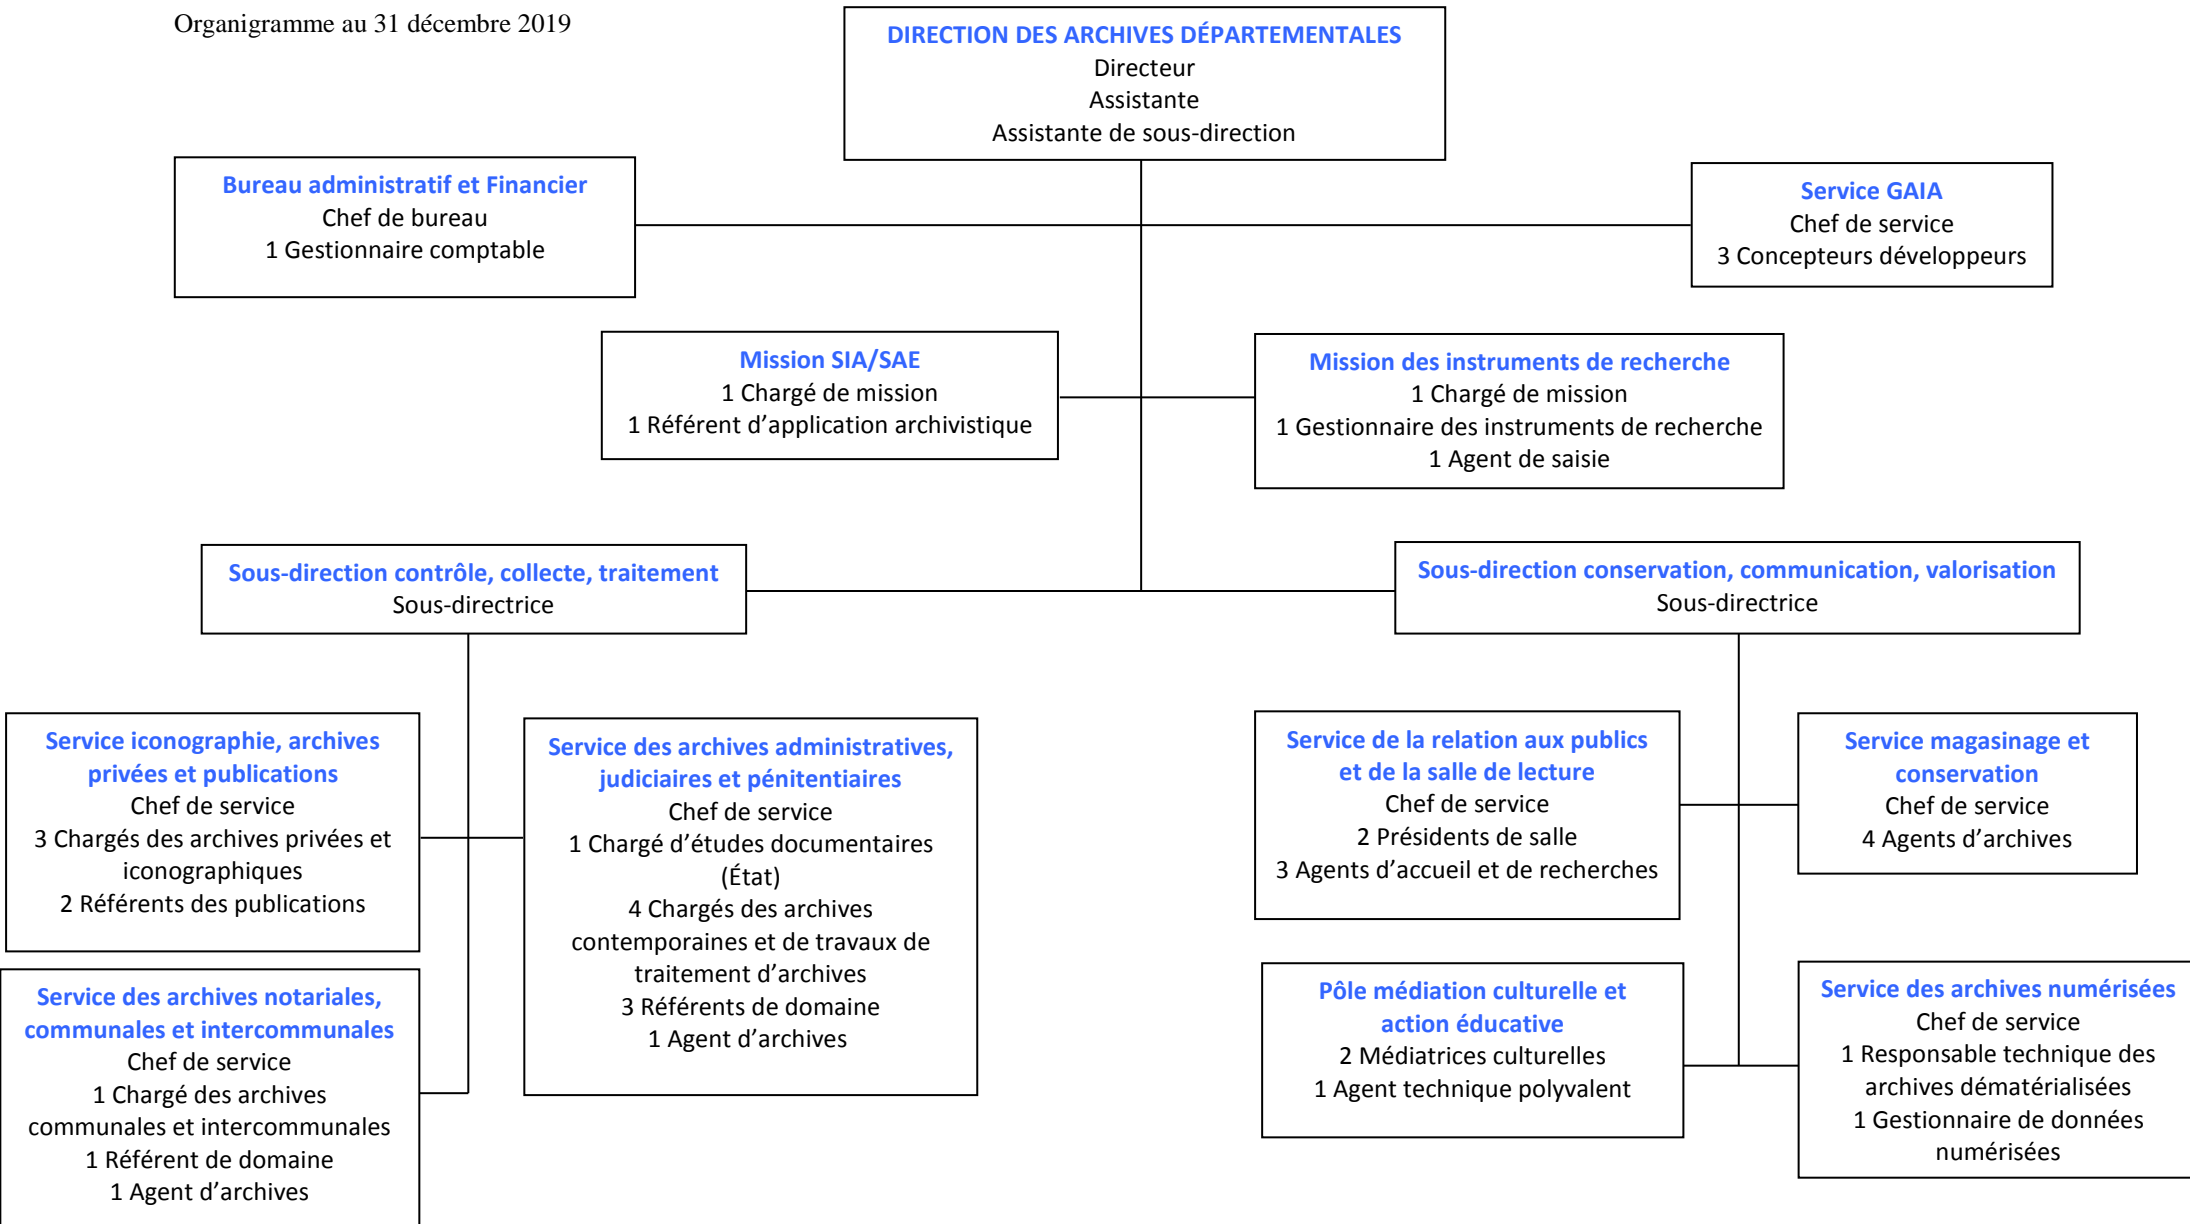 Organigramme au 31 décembre 2019
DIRECTION DES ARCHIVES DÉPARTEMENTALES
Directeur
Assistante
Assistante de sous-direction
Bureau administratif et Financier
Chef de bureau
1 Gestionnaire comptable
Service GAIA
Chef de service
3 Concepteurs développeurs
Mission SIA/SAE
1 Chargé de mission
1 Référent d’application archivistique
Mission des instruments de recherche
1 Chargé de mission
1 Gestionnaire des instruments de recherche
1 Agent de saisie
Sous-direction contrôle, collecte, traitement
Sous-directrice
Sous-direction conservation, communication, valorisation
Sous-directrice
Service iconographie, archives
privées et publications
Chef de service
3 Chargés des archives privées et
iconographiques
2 Référents des publications
Service des archives administratives,
judiciaires et pénitentiaires
Chef de service
1 Chargé d’études documentaires
(État)
4 Chargés des archives
contemporaines et de travaux de
traitement d’archives
3 Référents de domaine
1 Agent d’archives
Service de la relation aux publics
et de la salle de lecture
Chef de service
2 Présidents de salle
3 Agents d’accueil et de recherches
Service magasinage et
conservation
Chef de service
4 Agents d’archives
Service des archives notariales,
communales et intercommunales
Chef de service
1 Chargé des archives
communales et intercommunales
1 Référent de domaine
1 Agent d’archives
Pôle médiation culturelle et
action éducative
2 Médiatrices culturelles
1 Agent technique polyvalent
Service des archives numérisées
Chef de service
1 Responsable technique des
archives dématérialisées
1 Gestionnaire de données
numérisées